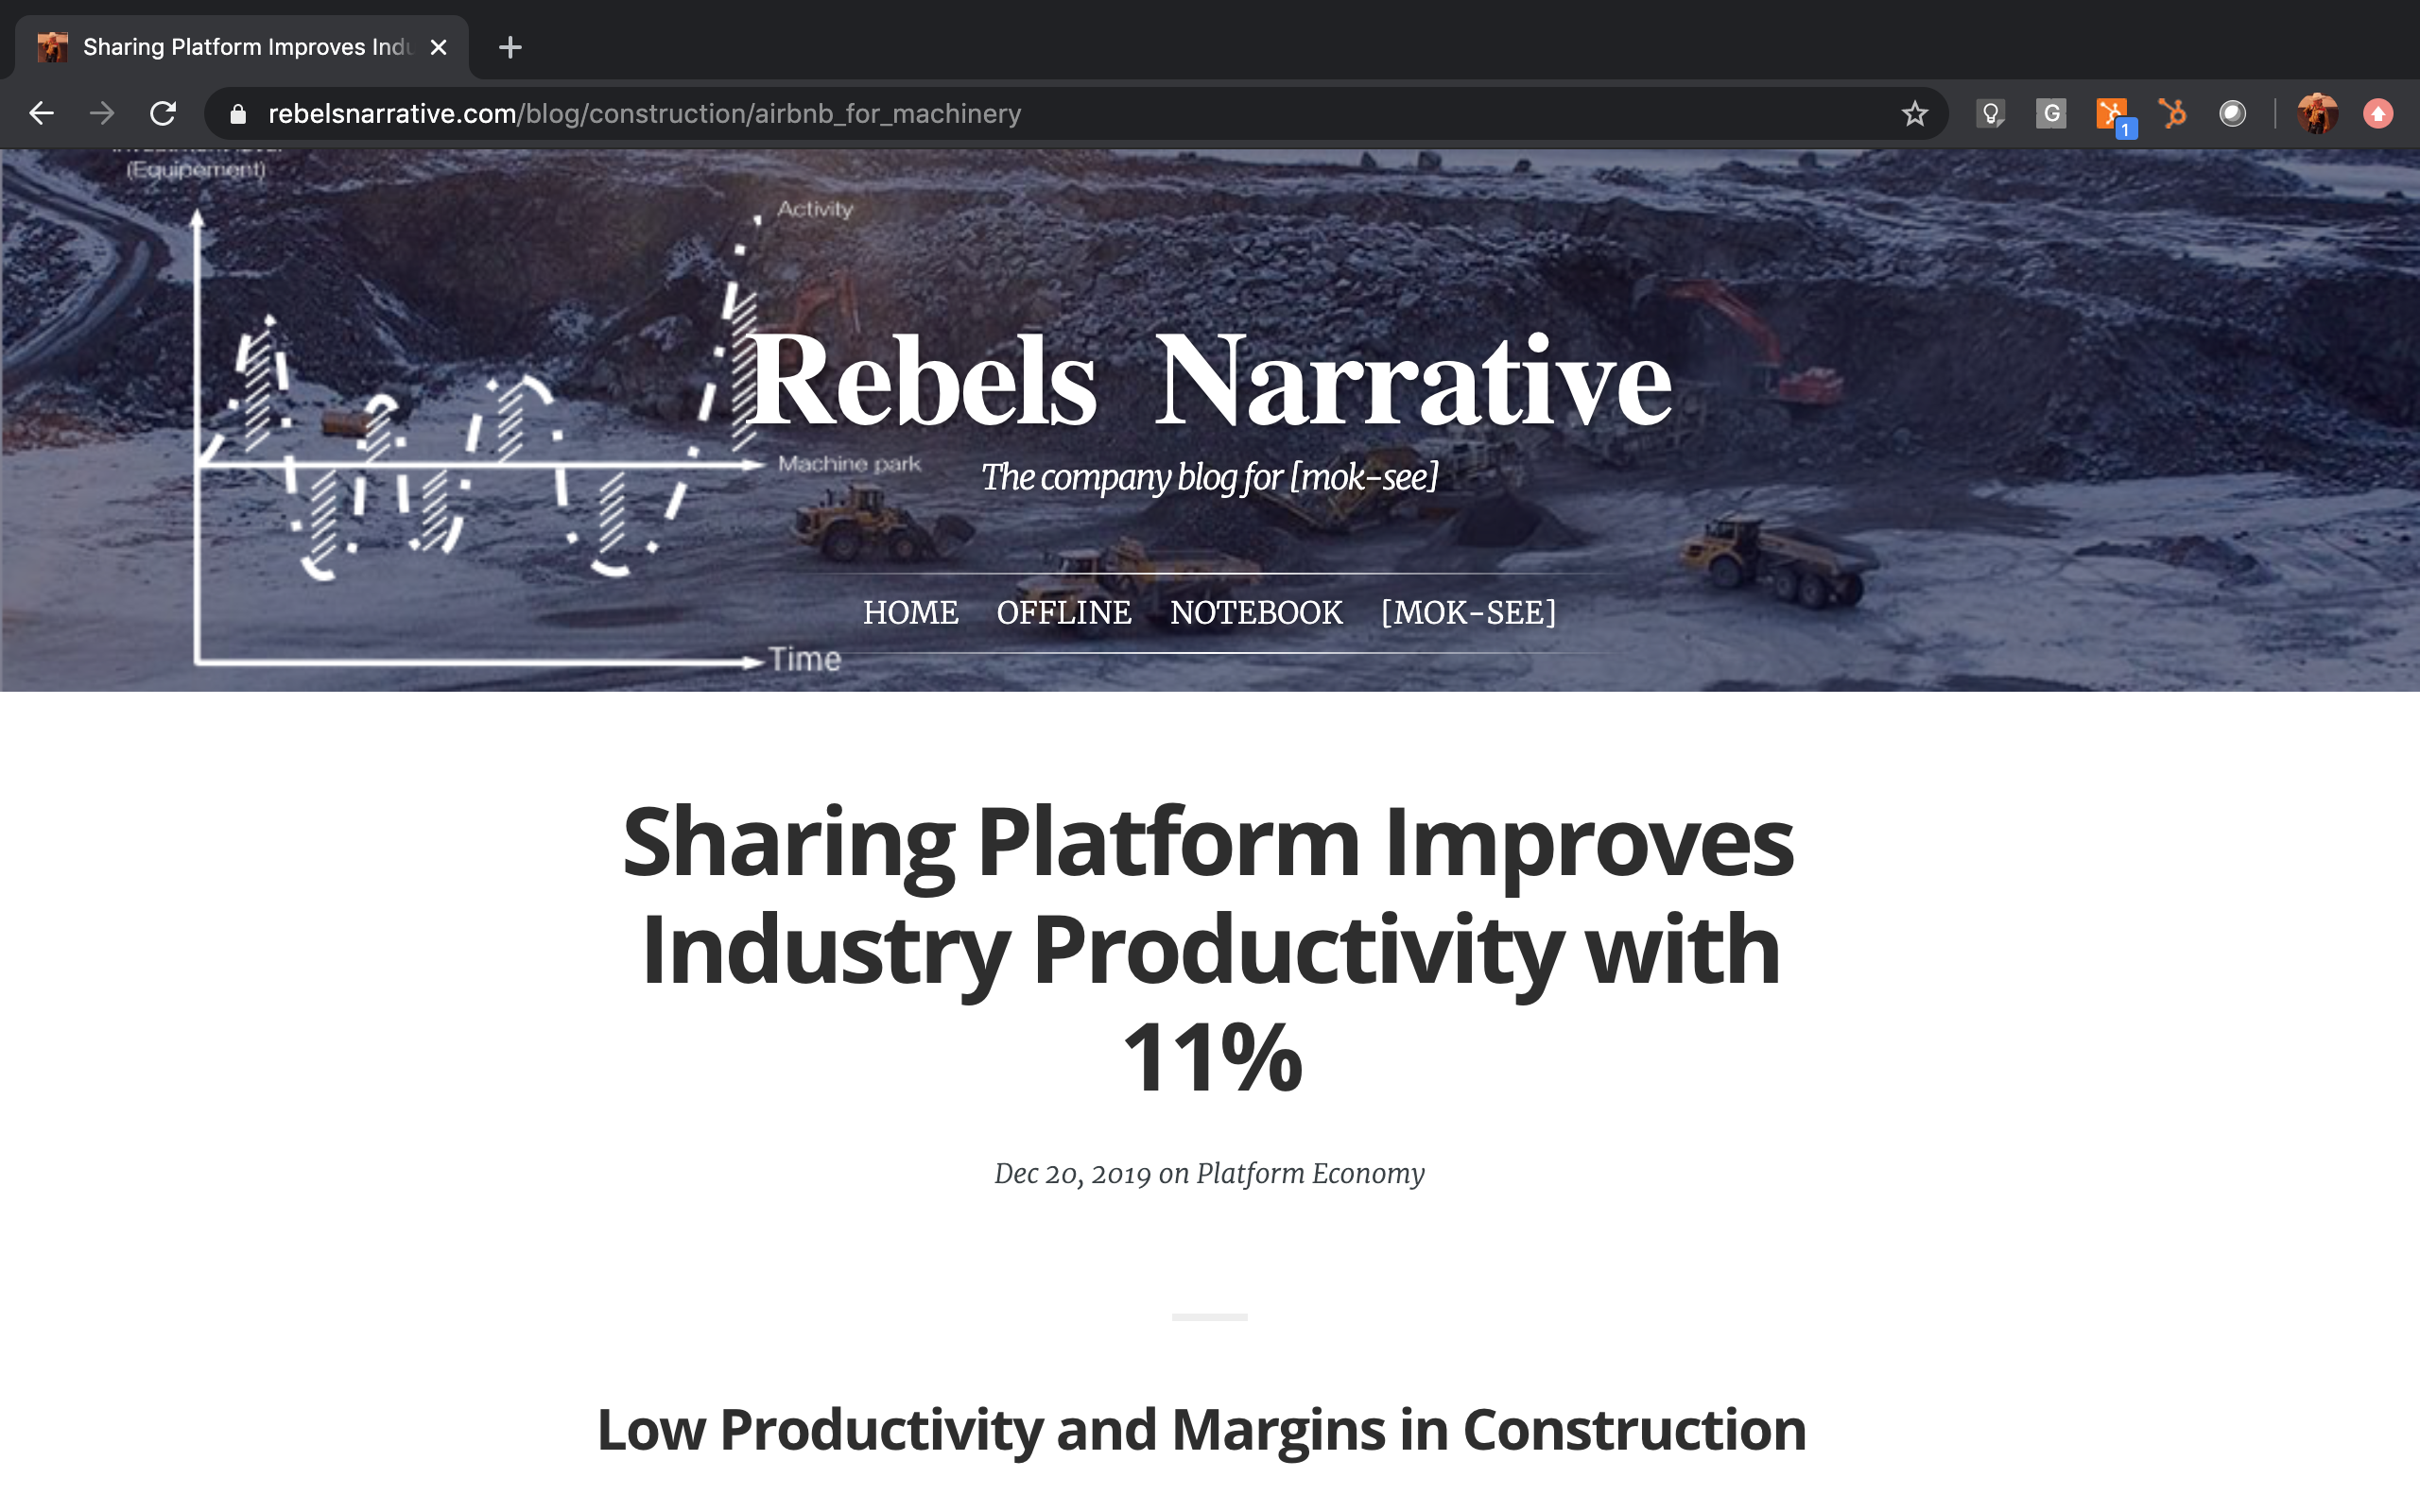 Sharing Platform Improves Indu
rebelsnarrative.com/blog/construction/airbnb_for_machinery
G
1
(Equipement)
Activity
Rebels Narrative
Machine park
The company blog for [mok-see]
HOME OFFLINE NOTEBOOK [MOK-SEE]
Time
Sharing Platform Improves
Industry Productivity with
11%
Dec 20, 2019 on Platform Economy
Low Productivity and Margins in Construction